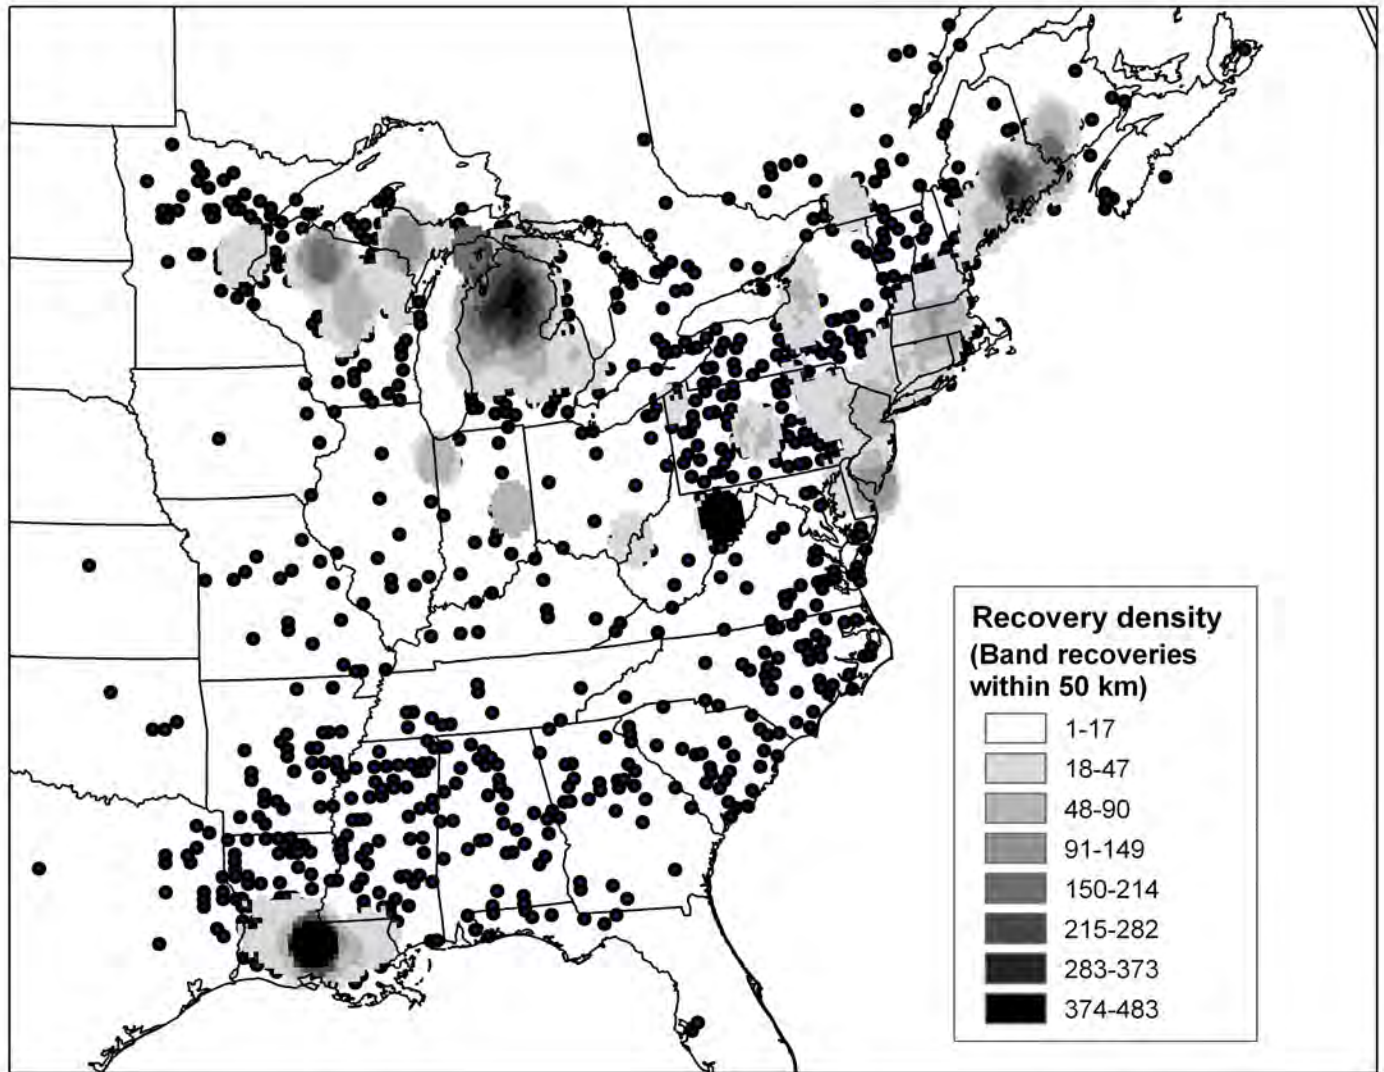 Recovery density
(Band recoveries
within 50 km)
1-17
18-47
48-90
91-149
150-214
215-282
283-373
374-483